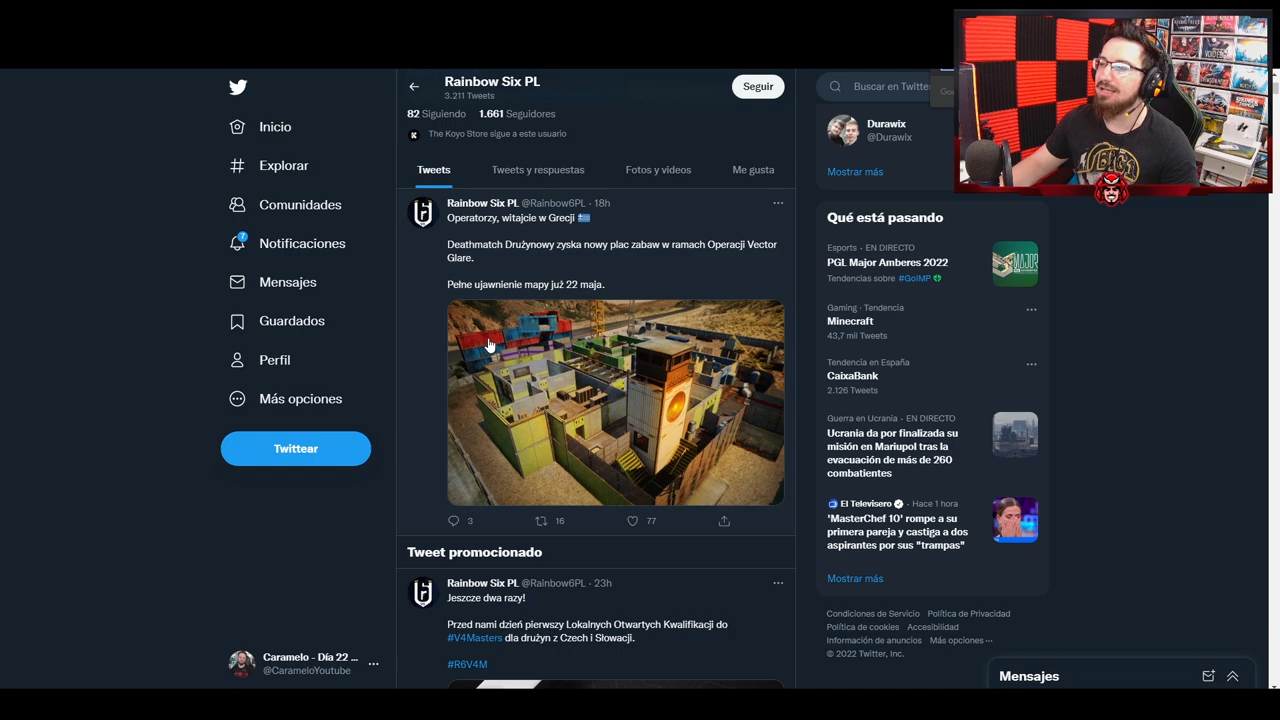 Inicio
Explorar
Comunidades
7
Notificaciones
Mensajes
Guardados
Perfil
Más opciones
Twittear
Caramelo - Día 22 ...
@CarameloYoutube
Rainbow Six PL
3.211 Tweets
Seguir
82 Siguiendo 1.661 Seguidores
The Koyo Store sigue a este usuario
Tweets Tweets y respuestas Fotos y videos Me gusta
Rainbow Six PL @Rainbow6PL · 18h
Operatorzy, witajcie w Grecji
Deathmatch Drużynowy zyska nowy plac zabaw w ramach Operacji Vector
Glare.
Pełne ujawnienie mapy już 22 maja.
3 16 77
Tweet promocionado
Rainbow Six PL @Rainbow6PL · 23h
Jeszcze dwa razy!
Przed nami dzień pierwszy Lokalnych Otwartych Kwalifikacji do
#V4Masters dla drużyn z Czech i Słowacji.
#R6V4M
Buscar en Twitte
Goo
Durawix
@Durawix
Mostrar más
Qué está pasando
Esports · EN DIRECTO
PGL Major Amberes 2022
Tendencias sobre #GoIMP
Gaming · Tendencia
Minecraft
43,7 mil Tweets
Tendencia en España
CaixaBank
2.126 Tweets
Guerra en Ucrania · EN DIRECTO
Ucrania da por finalizada su
misión en Mariupol tras la
evacuación de más de 260
combatientes
El Televisero · Hace 1 hora
'MasterChef 10' rompe a su
primera pareja y castiga a dos
aspirantes por sus "trampas"
Mostrar más
Condiciones de Servicio Política de Privacidad
Política de cookies Accesibilidad
Información de anuncios Más opciones ···
© 2022 Twitter, Inc.
Mensajes